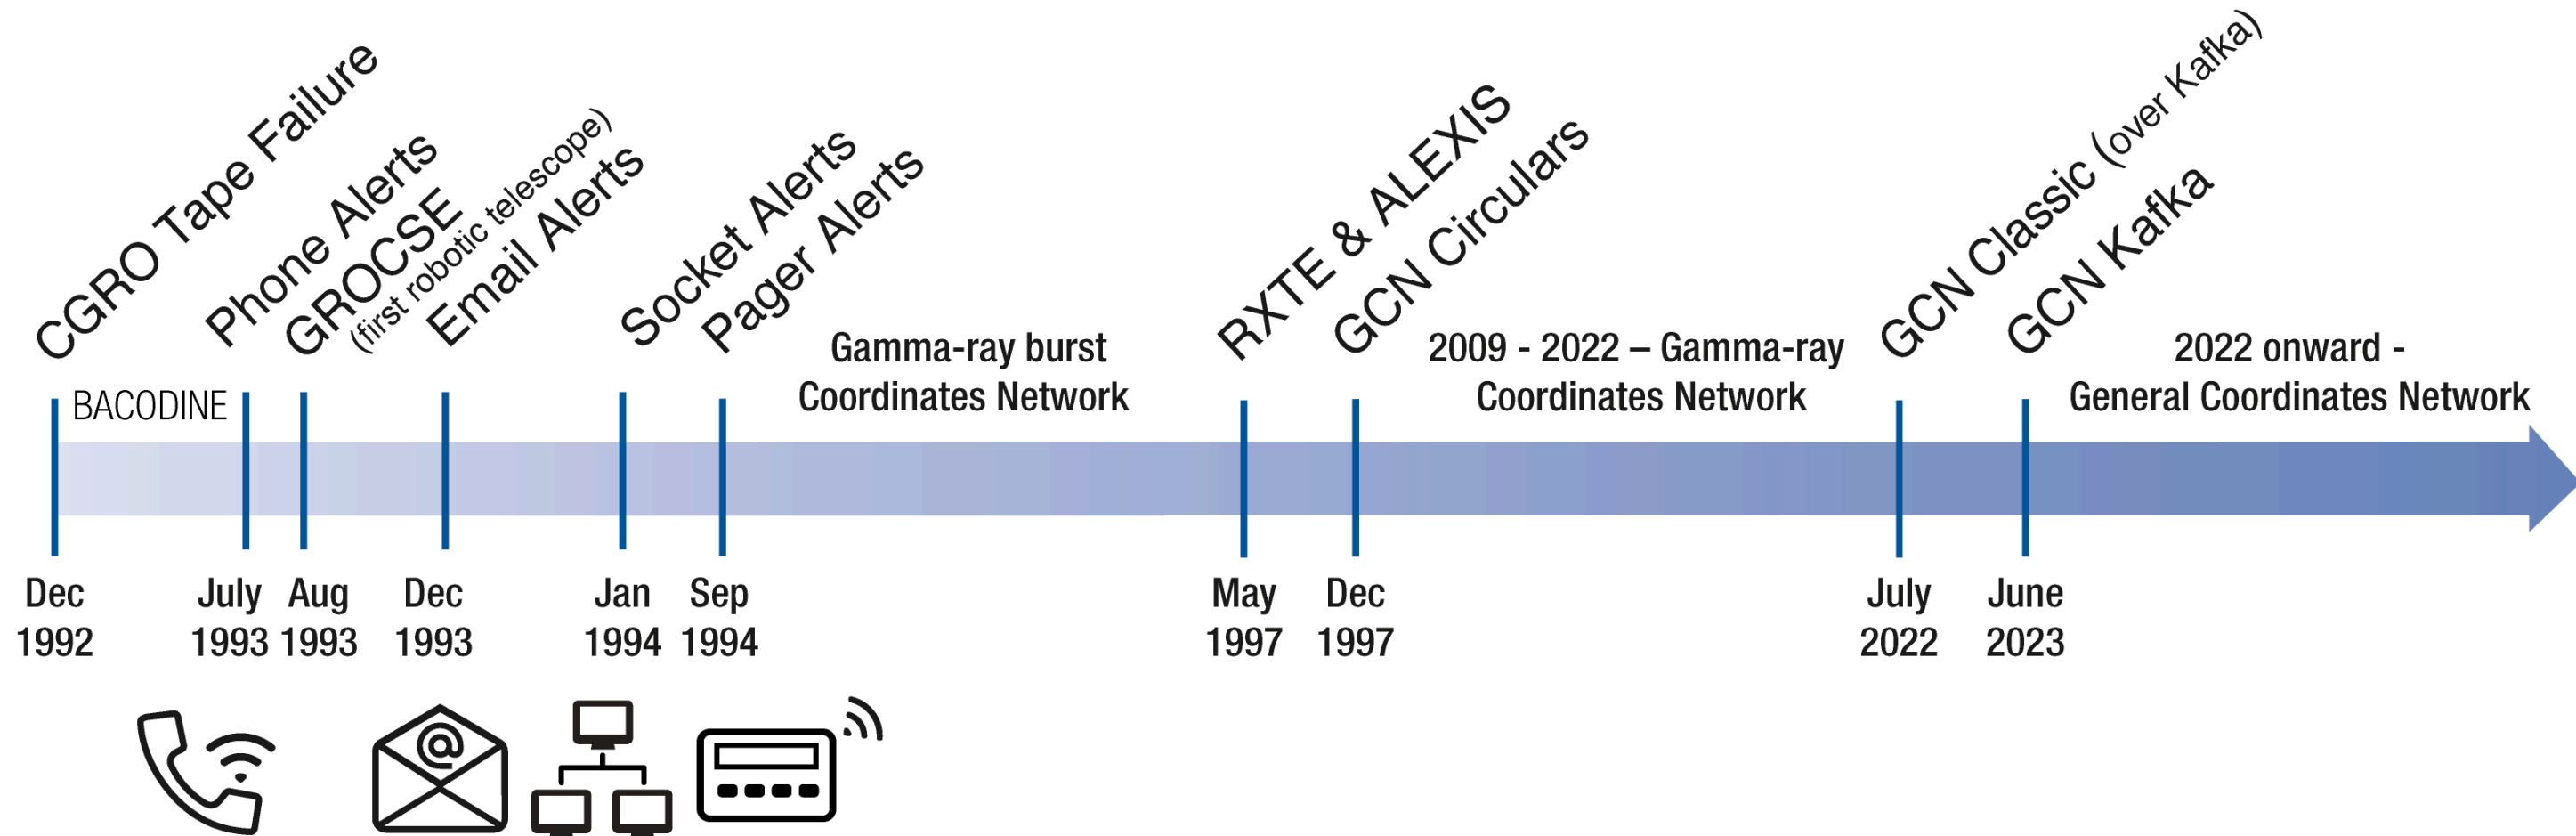 CGRO Tape Failure
Phone Alerts
GROCSE
(first robotic telescope)
Email Alerts
Socket Alerts
Pager Alerts
RXTE & ALEXIS
GCN Circulars
GCN Classic (over Kafka)
GCN Kafka
BACODINE
Gamma-ray burst
Coordinates Network
2009 - 2022 – Gamma-ray
Coordinates Network
2022 onward -
General Coordinates Network
Dec
1992
July
1993
Aug
1993
Dec
1993
Jan
1994
Sep
1994
May
1997
Dec
1997
July
2022
June
2023
@